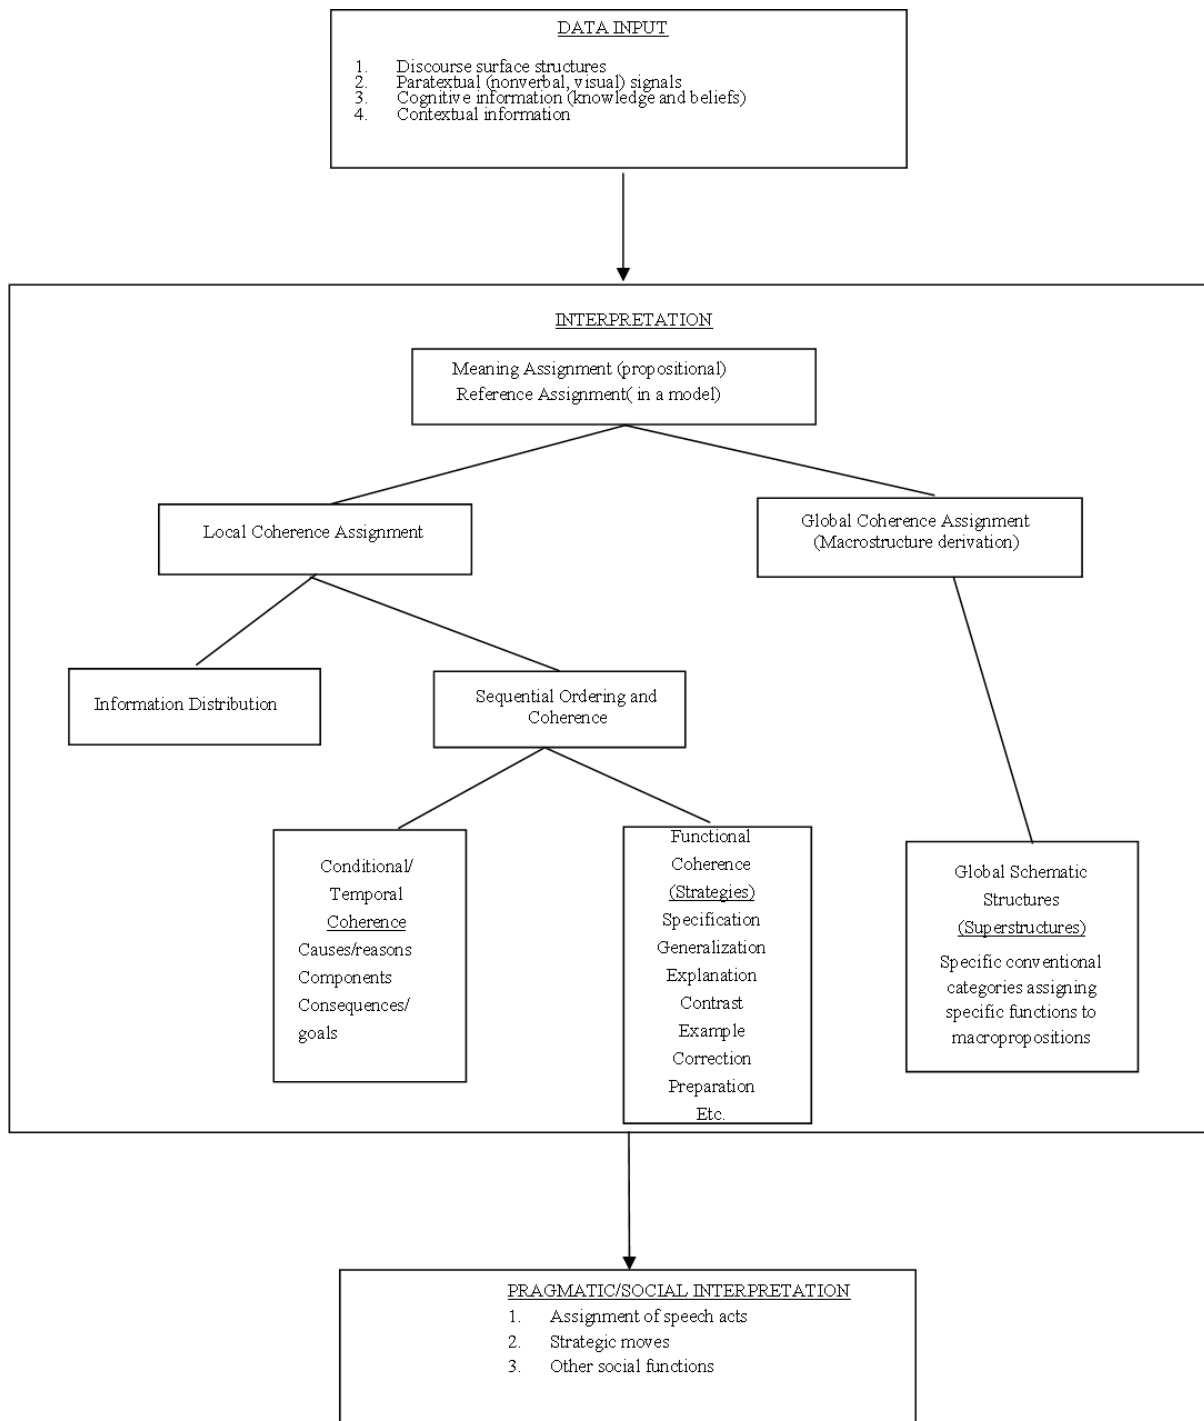 DATA INPUT
1. Discourse surface structures
2. Paratextual (nonverbal, visual) signals
3. Cognitive information (knowledge and beliefs)
4. Contextual information
INTERPRETATION
Meaning Assignment (propositional)
Reference Assignment( in a model)
Local Coherence Assignment
Global Coherence Assignment
(Macrostructure derivation)
Information Distribution
Sequential Ordering and
Coherence
Conditional/
Temporal
Coherence
Causes/reasons
Components
Consequences/
goals
Functional
Coherence
(Strategies)
Specification
Generalization
Explanation
Contrast
Example
Correction
Preparation
Etc.
Global Schematic
Structures
(Superstructures)
Specific conventional
categories assigning
specific functions to
macropropositions
PRAGMATIC/SOCIAL INTERPRETATION
1. Assignment of speech acts
2. Strategic moves
3. Other social functions